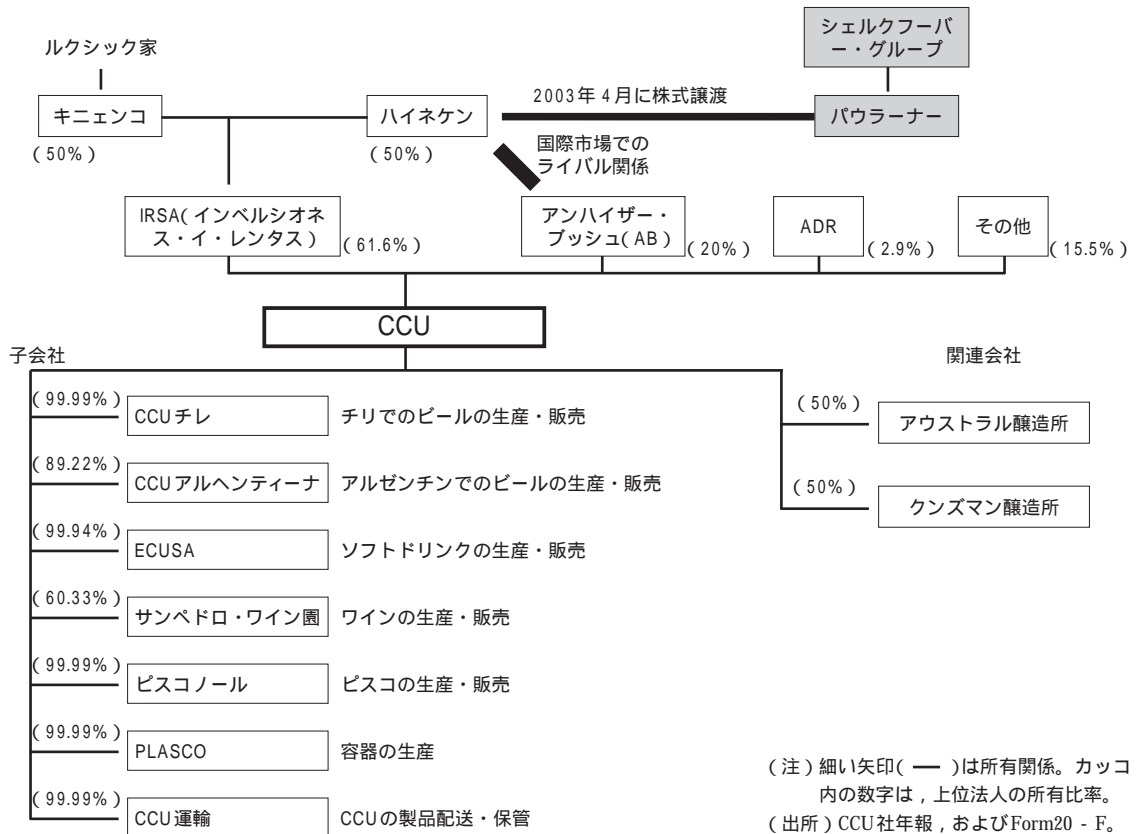 シェルクフーバ
ー・グループ
ルクシック家
2003年4月に株式譲渡
キニェンコ
ハイネケン
パウラーナー
(50%)
(50%)
国際市場での
ライバル関係
IRSA(インベルシオネ
ス・イ・レンタス)
(61.6%)
アンハイザー・
ブッシュ(AB)
(20%)
ADR
(2.9%)
その他
(15.5%)
CCU
子会社
関連会社
(99.99%)
CCUチレ
チリでのビールの生産・販売
(50%)
アウストラル醸造所
(89.22%)
CCUアルヘンティーナ
アルゼンチンでのビールの生産・販売
(50%)
クンズマン醸造所
(99.94%)
ECUSA
ソフトドリンクの生産・販売
(60.33%)
サンペドロ・ワイン園
ワインの生産・販売
(99.99%)
ピスコノール
ピスコの生産・販売
(99.99%)
PLASCO
容器の生産
(99.99%)
CCU運輸
CCUの製品配送・保管
(注)細い矢印( ― )は所有関係。カッコ
内の数字は,上位法人の所有比率。
(出所)CCU社年報,およびForm20 - F。